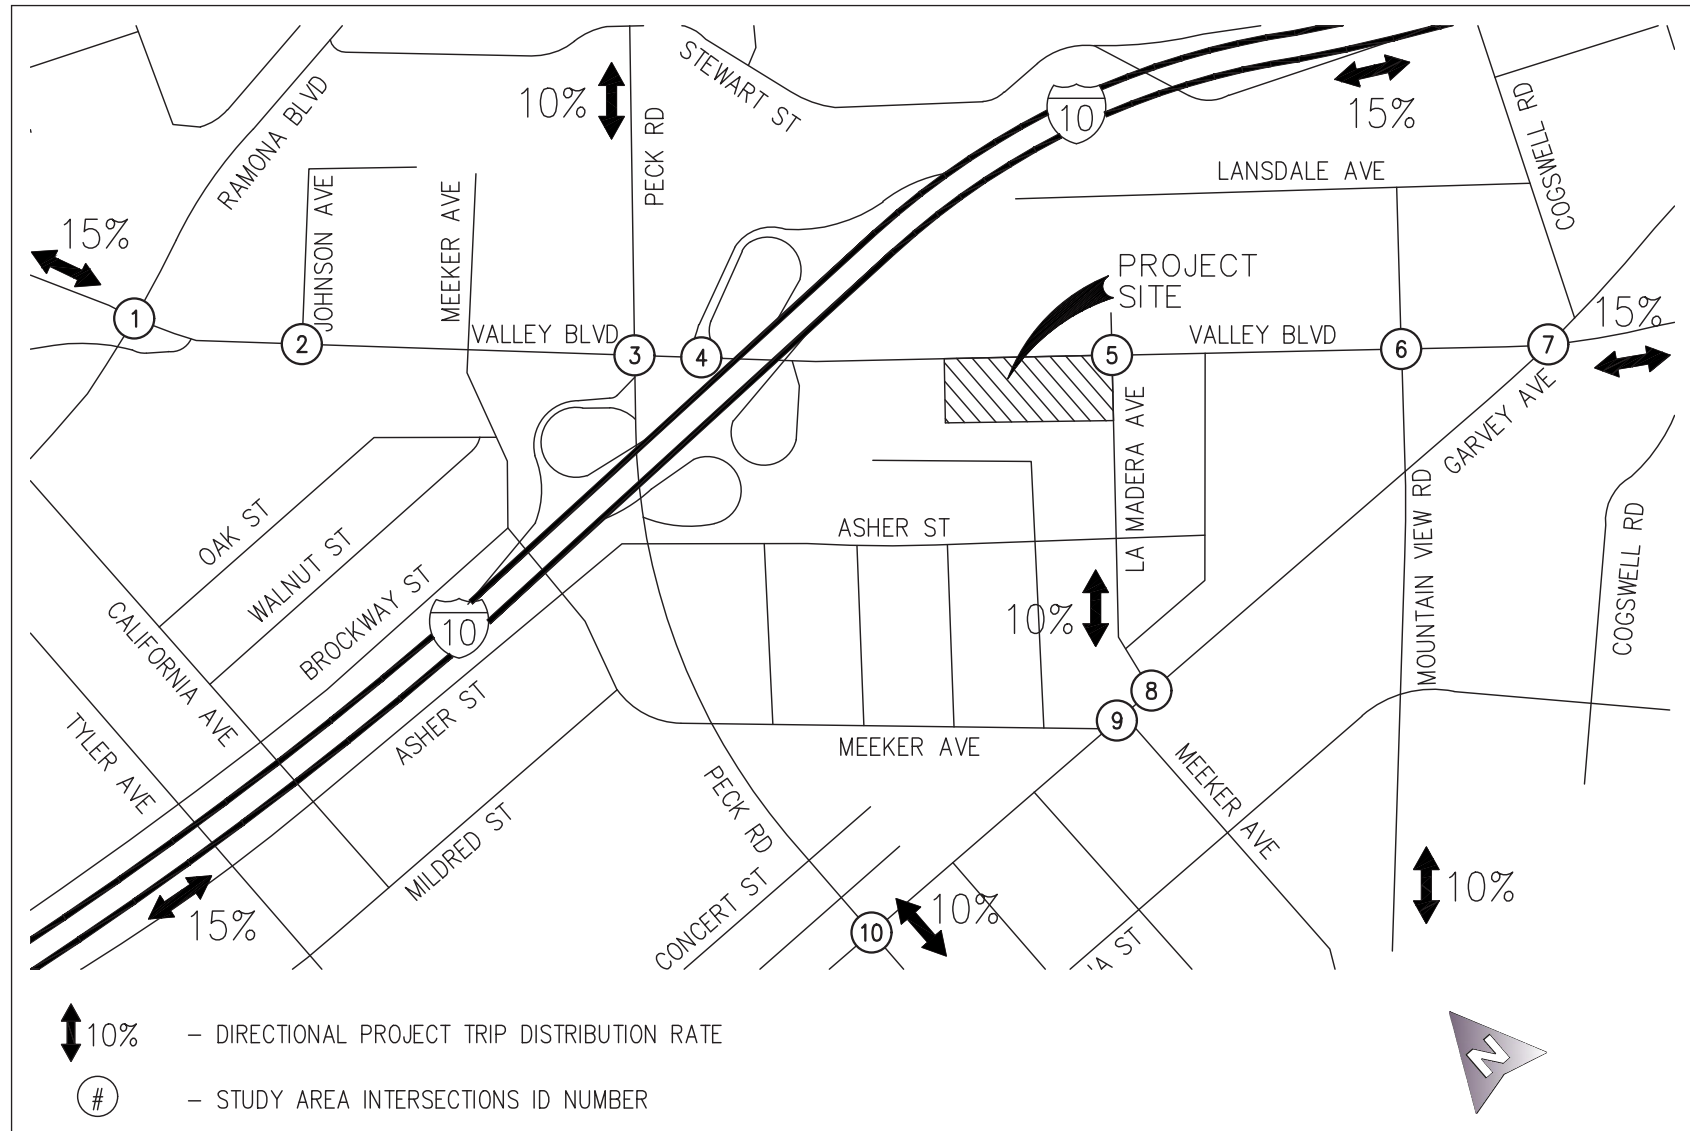 STEWART ST
10%
PECK RD
10
15%
COGSWELL RD
RAMONA BLVD
LANSDALE AVE
JOHNSON AVE
MEEKER AVE
15%
PROJECT
SITE
1
2
VALLEY BLVD
3
4
5
VALLEY BLVD
6
7
15%
LA MADERA AVE
GARVEY AVE
OAK ST
WALNUT ST
BROCKWAY ST
ASHER ST
MOUNTAIN VIEW RD
COGSWELL RD
10
10%
CALIFORNIA AVE
TYLER AVE
ASHER ST
8
9
MEEKER AVE
MEEKER AVE
PECK RD
MILDRED ST
15%
CONCERT ST
10
10%
10%
A ST
10% - DIRECTIONAL PROJECT TRIP DISTRIBUTION RATE
# - STUDY AREA INTERSECTIONS ID NUMBER
N